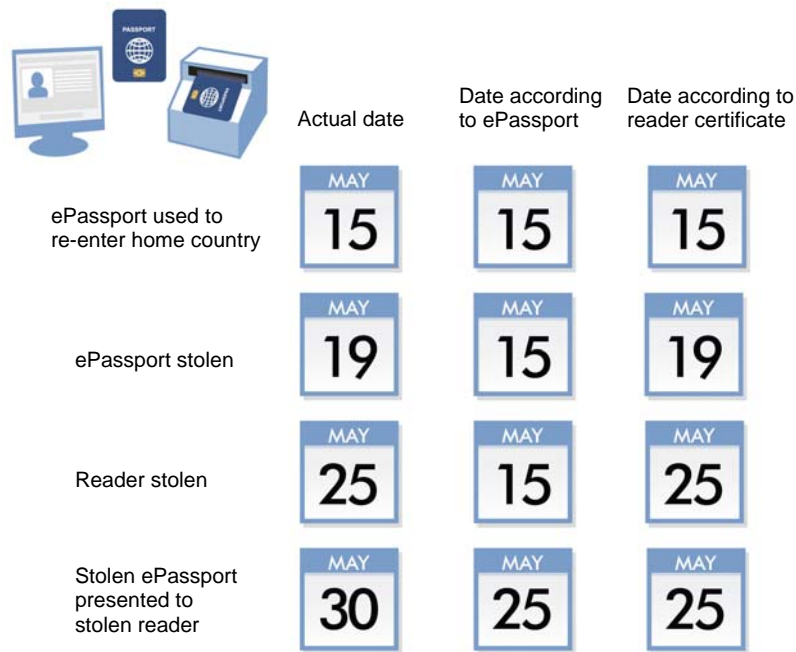 PASSPORT
PASSPORT
Actual date
Date according
to ePassport
Date according to
reader certificate
ePassport used to
re-enter home country
MAY
15
MAY
15
MAY
15
ePassport stolen
MAY
19
MAY
15
MAY
19
Reader stolen
MAY
25
MAY
15
MAY
25
Stolen ePassport
presented to
stolen reader
MAY
30
MAY
25
MAY
25